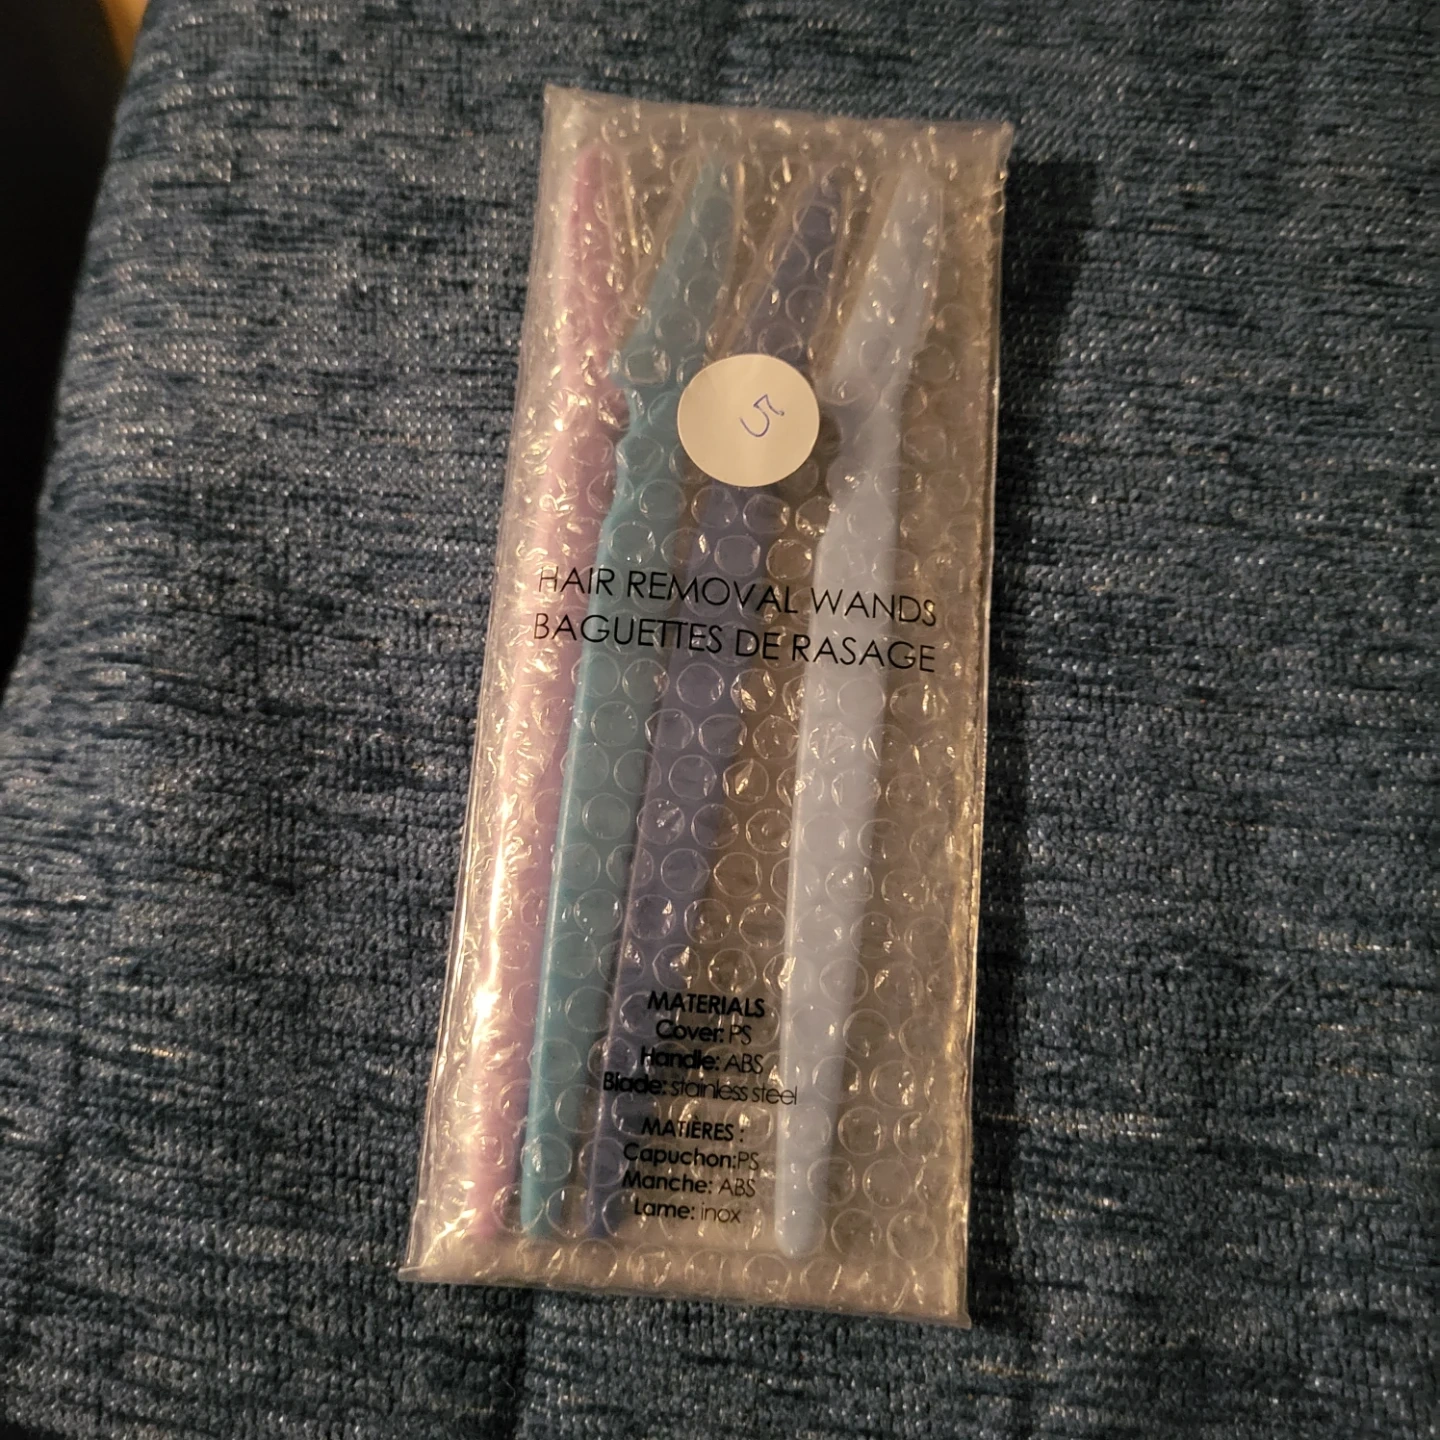 5
HAIR REMOVAL WANDS
BAGUETTES DE RASAGE
MATERIALS
Cover: PS
Handle: ABS
Blade: stainless steel
MATIÈRES :
Capuchon:PS
Manche: ABS
Lame: inox